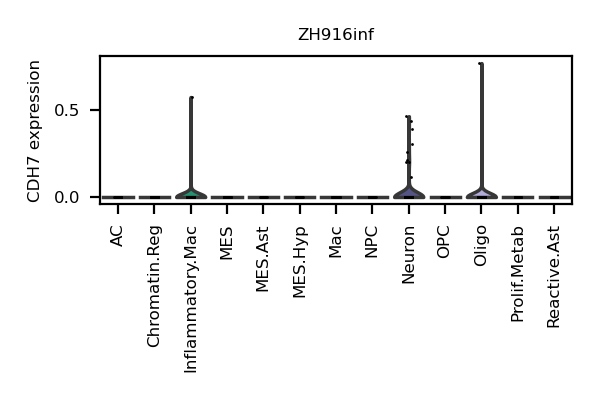 ZH916inf
CDH7 expression
0.5
0.0
AC
Chromatin.Reg
Inflammatory.Mac
MES
MES.Ast
MES.Hyp
Mac
NPC
Neuron
OPC
Oligo
Prolif.Metab
Reactive.Ast